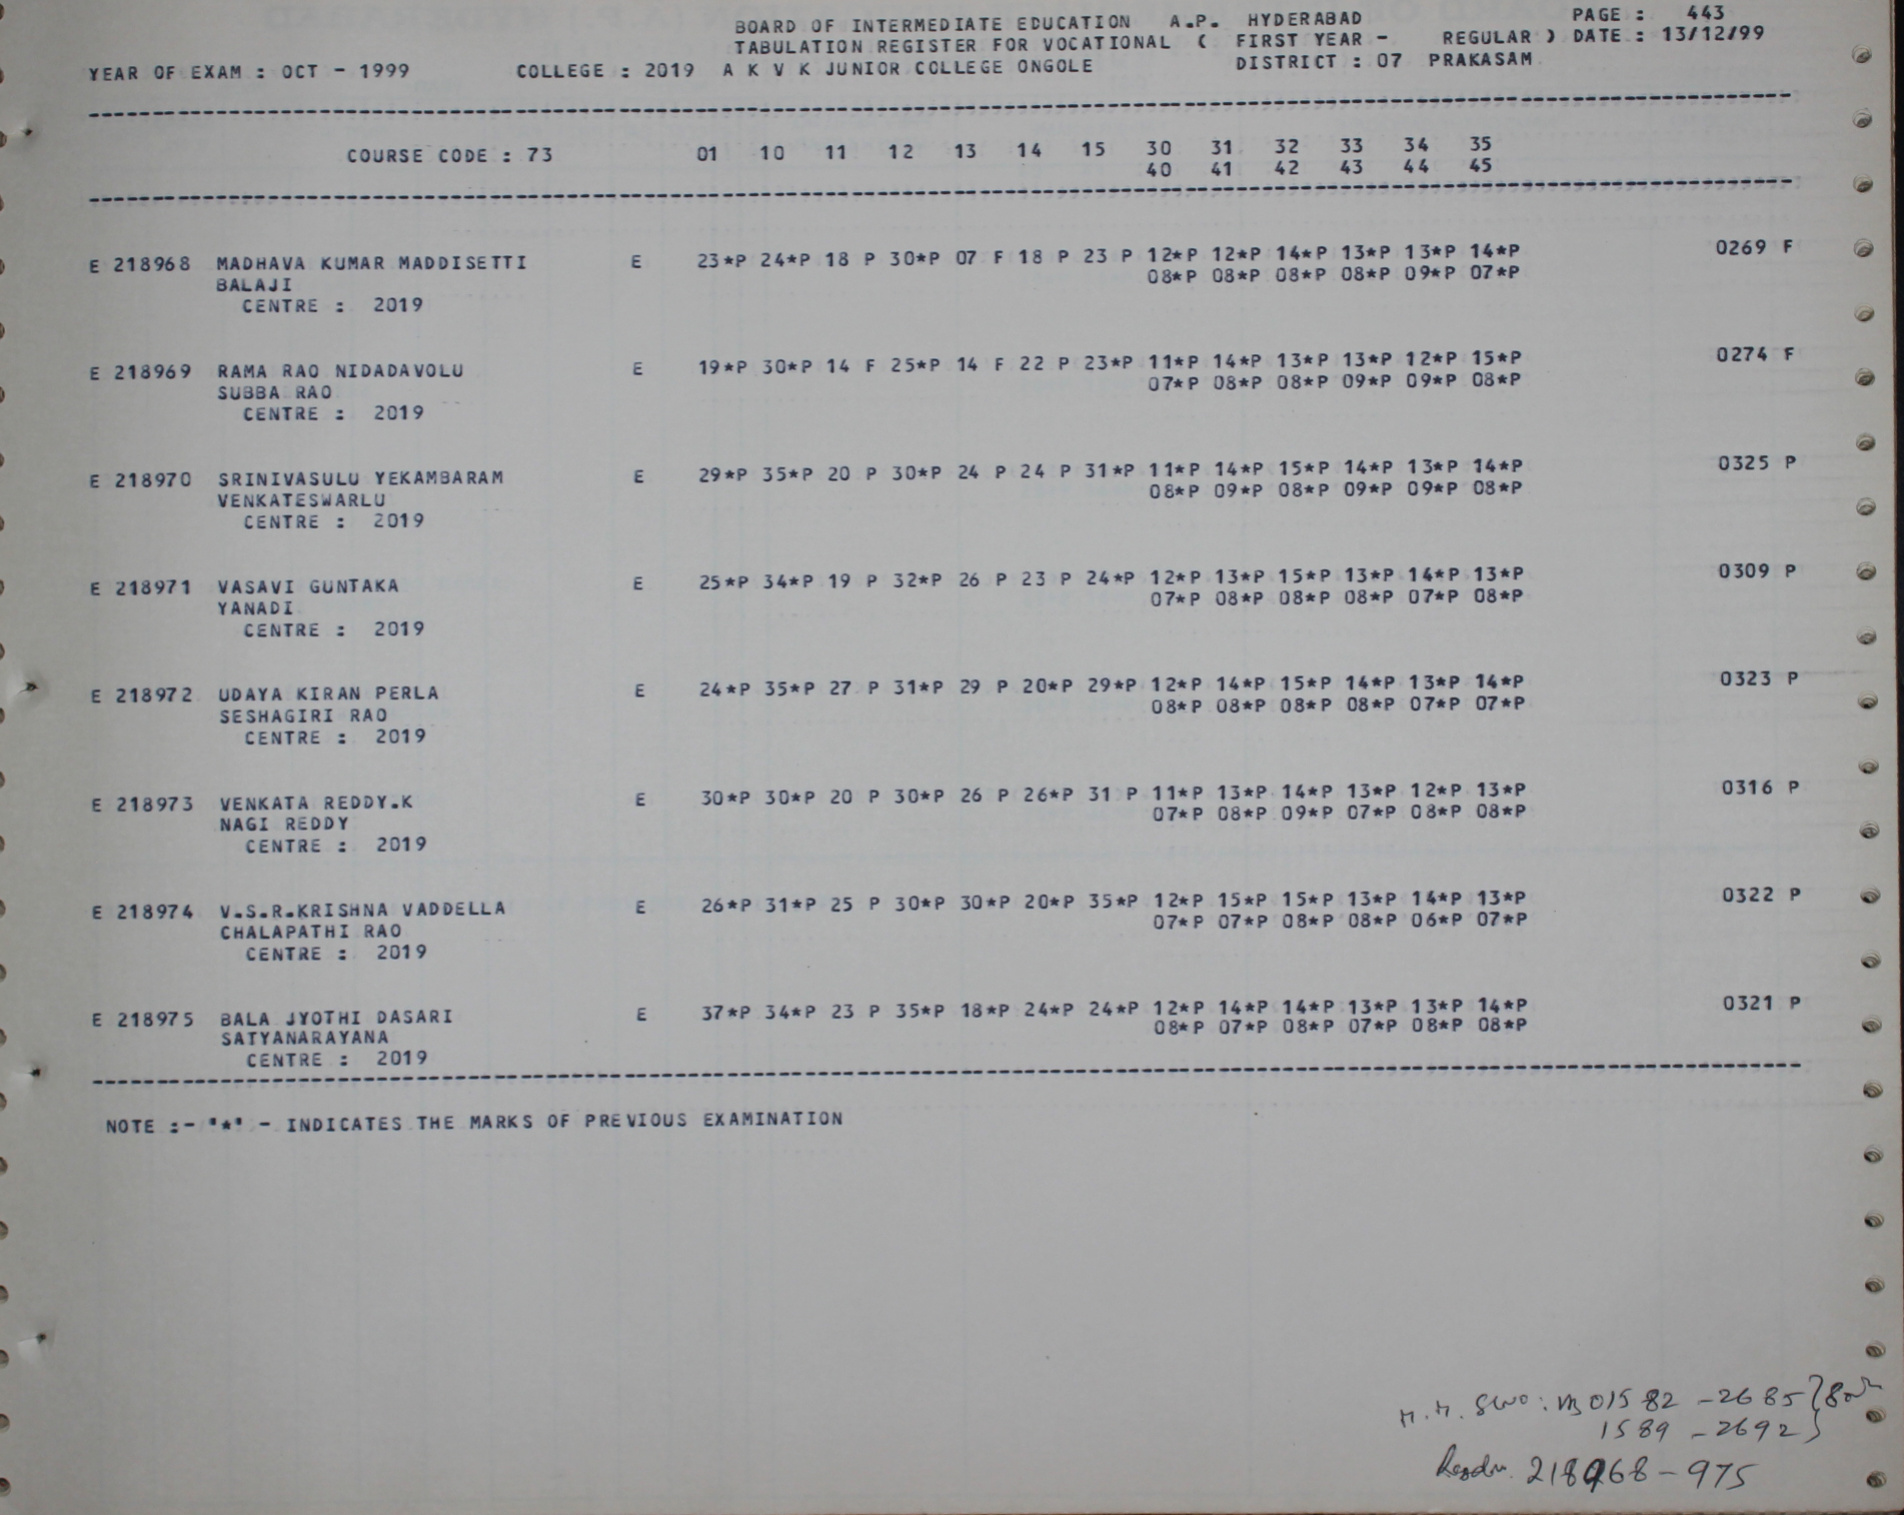 BOARD OF INTERMEDIATE EDUCATION A.P. HYDERABAD PAGE : 443
TABULATION REGISTER FOR VOCATIONAL ( FIRST YEAR - REGULAR ) DATE : 13/12/99
YEAR OF EXAM : OCT - 1999 COLLEGE : 2019 A K V K JUNIOR COLLEGE ONGOLE DISTRICT : 07 PRAKASAM
COURSE CODE : 73 01 10 11 12 13 14 15 30 31 32 33 34 35
40 41 42 43 44 45
E 218968 MADHAVA KUMAR MADDISETTI E 23*P 24*P 18 P 30*P 07 F 18 P 23 P 12*P 12*P 14*P 13*P 13*P 14*P 0269 F
BALAJI 08*P 08*P 08*P 08*P 09*P 07*P
CENTRE : 2019
E 218969 RAMA RAO NIDADAVOLU E 19*P 30*P 14 F 25*P 14 F 22 P 23*P 11*P 14*P 13*P 13*P 12*P 15*P 0274 F
SUBBA RAO 07*P 08*P 08*P 09*P 09*P 08*P
CENTRE : 2019
E 218970 SRINIVASULU YEKAMBARAM E 29*P 35*P 20 P 30*P 24 P 24 P 31*P 11*P 14*P 15*P 14*P 13*P 14*P 0325 P
VENKATESWARLU 08*P 09*P 08*P 09*P 09*P 08*P
CENTRE : 2019
E 218971 VASAVI GUNTAKA E 25*P 34*P 19 P 32*P 26 P 23 P 24*P 12*P 13*P 15*P 13*P 14*P 13*P 0309 P
YANADI 07*P 08*P 08*P 08*P 07*P 08*P
CENTRE : 2019
E 218972 UDAYA KIRAN PERLA E 24*P 35*P 27 P 31*P 29 P 20*P 29*P 12*P 14*P 15*P 14*P 13*P 14*P 0323 P
SESHAGIRI RAO 08*P 08*P 08*P 08*P 07*P 07*P
CENTRE : 2019
E 218973 VENKATA REDDY.K E 30*P 30*P 20 P 30*P 26 P 26*P 31 P 11*P 13*P 14*P 13*P 12*P 13*P 0316 P
NAGI REDDY 07*P 08*P 09*P 07*P 08*P 08*P
CENTRE : 2019
E 218974 V.S.R.KRISHNA VADDELLA E 26*P 31*P 25 P 30*P 30*P 20*P 35*P 12*P 15*P 15*P 13*P 14*P 13*P 0322 P
CHALAPATHI RAO 07*P 07*P 08*P 08*P 06*P 07*P
CENTRE : 2019
E 218975 BALA JYOTHI DASARI E 37*P 34*P 23 P 35*P 18*P 24*P 24*P 12*P 14*P 14*P 13*P 13*P 14*P 0321 P
SATYANARAYANA 08*P 07*P 08*P 07*P 08*P 08*P
CENTRE : 2019
NOTE :- "*" - INDICATES THE MARKS OF PREVIOUS EXAMINATION
01582 - 2685
1589 - 2692
218968 - 975